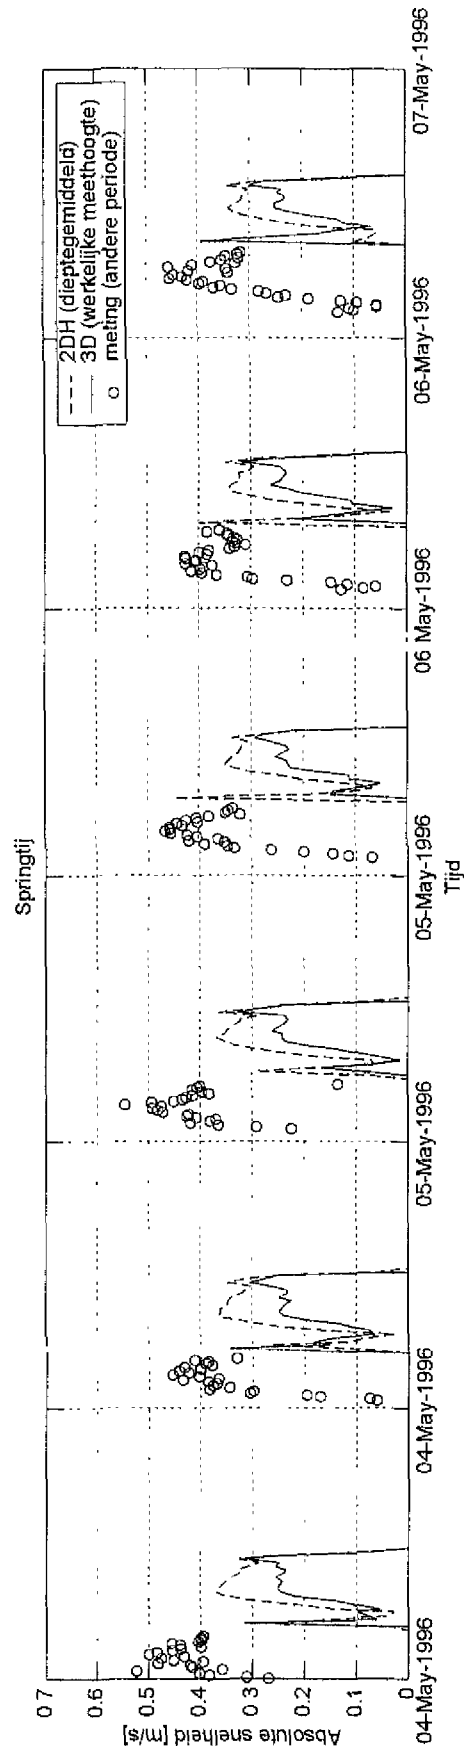 Springtij
2DH (dieptegemiddeld)
3D (werkelijke meethoogte)
meting (andere periode)
Absolute snelheid [m/s]
0.7
0.6
0.5
0.4
0.3
0.2
0.1
0
04-May-1996
04-May-1996
05-May-1996
05-May-1996
06 May-1996
06-May-1996
07-May-1996
Tijd